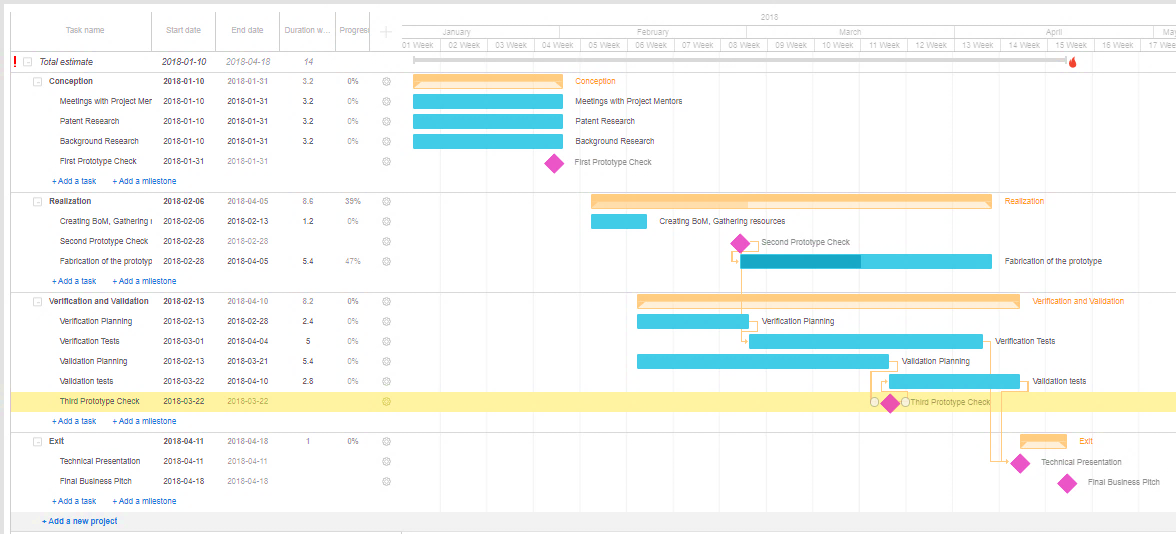 2018
Task name Start date End date Duration w... Progres
January February March April May
01 Week 02 Week 03 Week 04 Week 05 Week 06 Week 07 Week 08 Week 09 Week 10 Week 11 Week 12 Week 13 Week 14 Week 15 Week 16 Week 17 Week
! Total estimate 2018-01-10 2018-04-18 14
Conception 2018-01-10 2018-01-31 3.2 0% Conception
Meetings with Project Mer 2018-01-10 2018-01-31 3.2 0% Meetings with Project Mentors
Patent Research 2018-01-10 2018-01-31 3.2 0% Patent Research
Background Research 2018-01-10 2018-01-31 3.2 0% Background Research
First Prototype Check 2018-01-31 2018-01-31 First Prototype Check
+ Add a task + Add a milestone
Realization 2018-02-06 2018-04-05 8.6 39% Realization
Creating BoM, Gathering r 2018-02-06 2018-02-13 1.2 0% Creating BoM, Gathering resources
Second Prototype Check 2018-02-28 2018-02-28 Second Prototype Check
Fabrication of the prototyp 2018-02-28 2018-04-05 5.4 47% Fabrication of the prototype
+ Add a task + Add a milestone
Verification and Validation 2018-02-13 2018-04-10 8.2 0% Verification and Validation
Verification Planning 2018-02-13 2018-02-28 2.4 0% Verification Planning
Verification Tests 2018-03-01 2018-04-04 5 0% Verification Tests
Validation Planning 2018-02-13 2018-03-21 5.4 0% Validation Planning
Validation tests 2018-03-22 2018-04-10 2.8 0% Validation tests
Third Prototype Check 2018-03-22 2018-03-22 Third Prototype Check
+ Add a task + Add a milestone
Exit 2018-04-11 2018-04-18 1 0% Exit
Technical Presentation 2018-04-11 2018-04-11 Technical Presentation
Final Business Pitch 2018-04-18 2018-04-18 Final Business Pitch
+ Add a task + Add a milestone
+ Add a new project